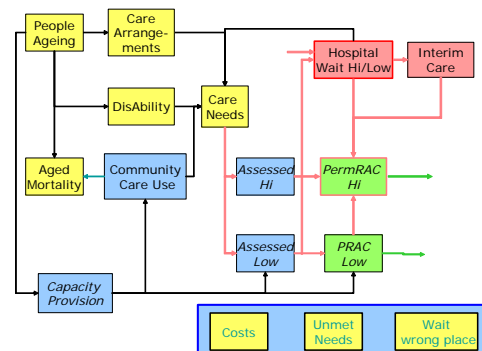 People
Ageing
Care
Arrange-
ments
Hospital
Wait Hi/Low
Interim
Care
DisAbility
Care
Needs
Aged
Mortality
Community
Care Use
Assessed
Hi
PermRAC
Hi
Assessed
Low
PRAC
Low
Capacity
Provision
Costs
Unmet
Needs
Wait
wrong place